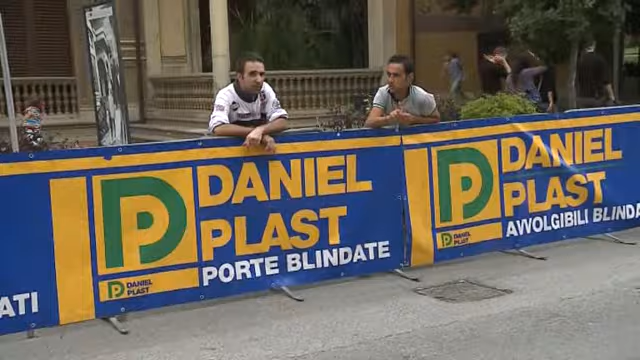 ATI
DANIEL
PLAST
PORTE BLINDATE
DANIEL
PLAST
DANIEL
PLAST
AVVOLGIBILI BLINDA
DANIEL
PLAST